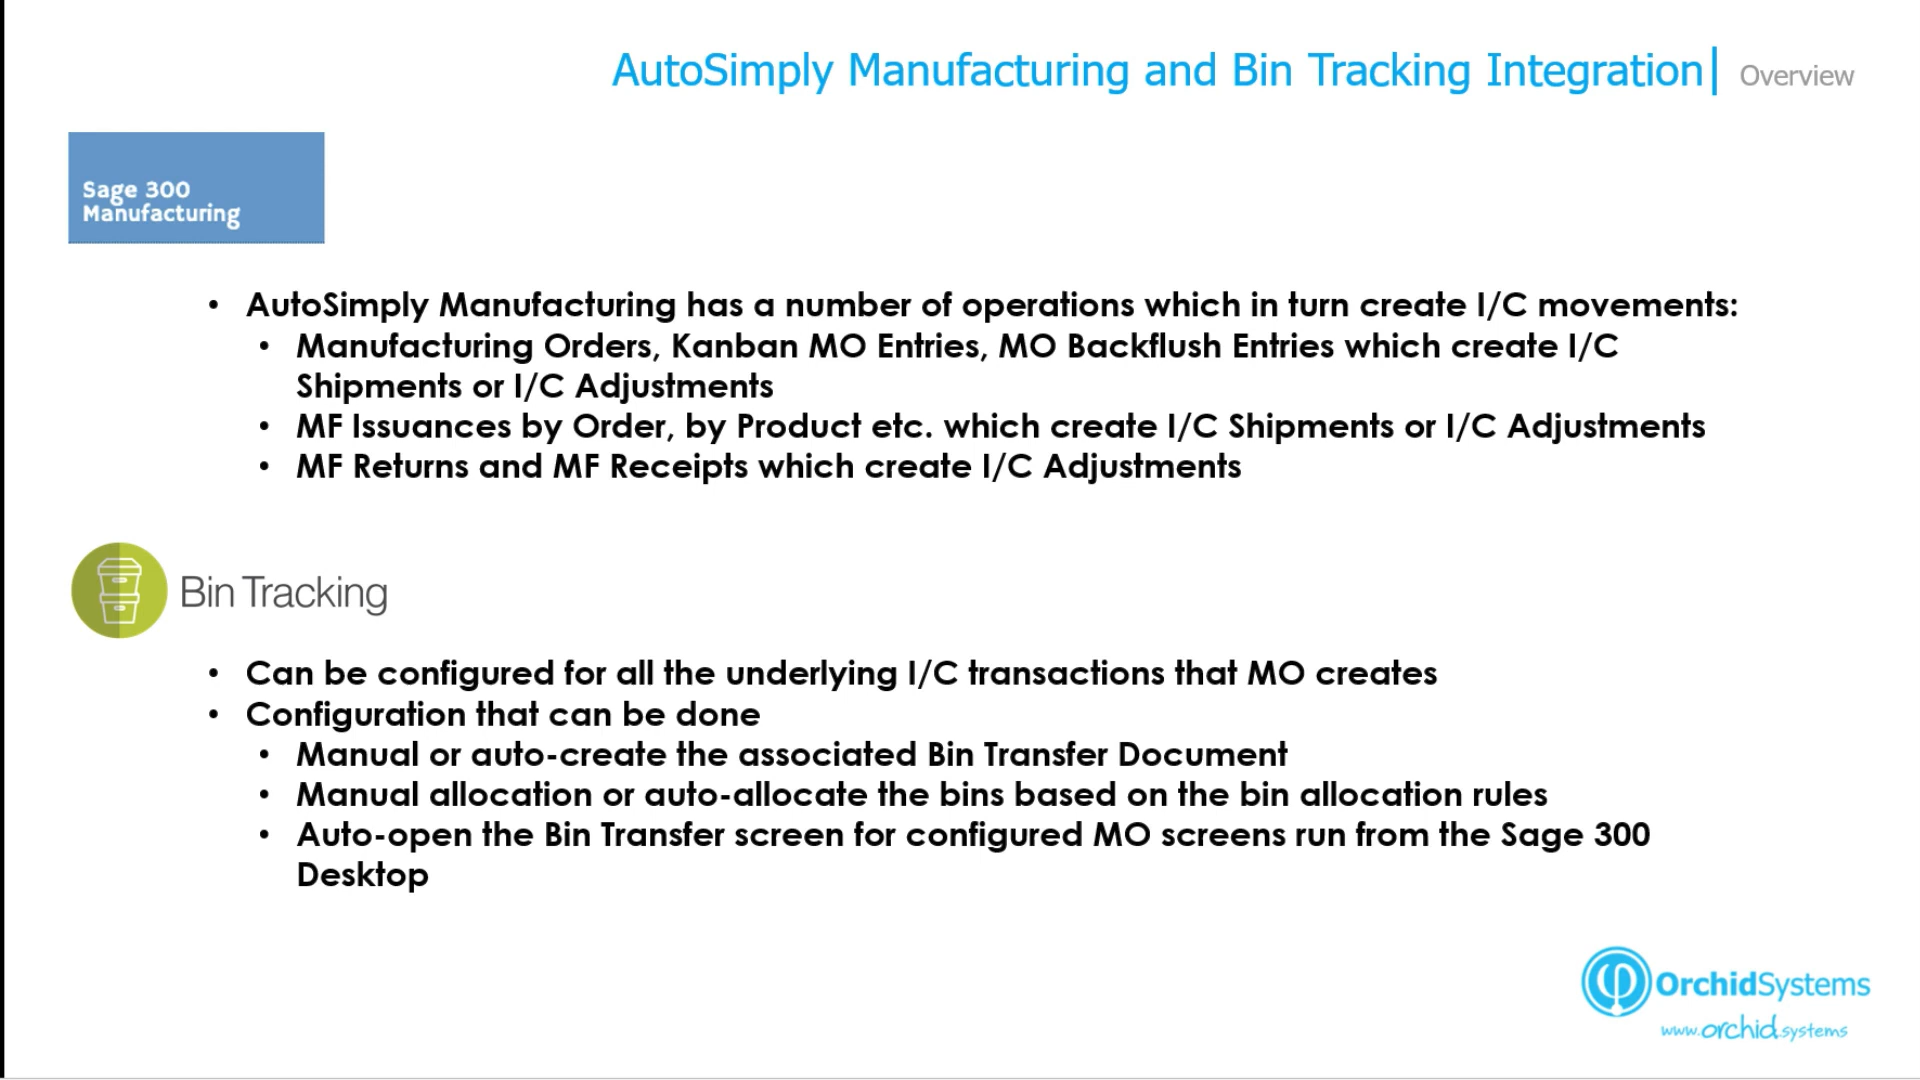 AutoSimply Manufacturing and Bin Tracking Integration| Overview
Sage 300
Manufacturing
• AutoSimply Manufacturing has a number of operations which in turn create I/C movements:
• Manufacturing Orders, Kanban MO Entries, MO Backflush Entries which create I/C
Shipments or I/C Adjustments
• MF Issuances by Order, by Product etc. which create I/C Shipments or I/C Adjustments
• MF Returns and MF Receipts which create I/C Adjustments
Bin Tracking
• Can be configured for all the underlying I/C transactions that MO creates
• Configuration that can be done
• Manual or auto-create the associated Bin Transfer Document
• Manual allocation or auto-allocate the bins based on the bin allocation rules
• Auto-open the Bin Transfer screen for configured MO screens run from the Sage 300
Desktop
OrchidSystems
www.orchid.systems